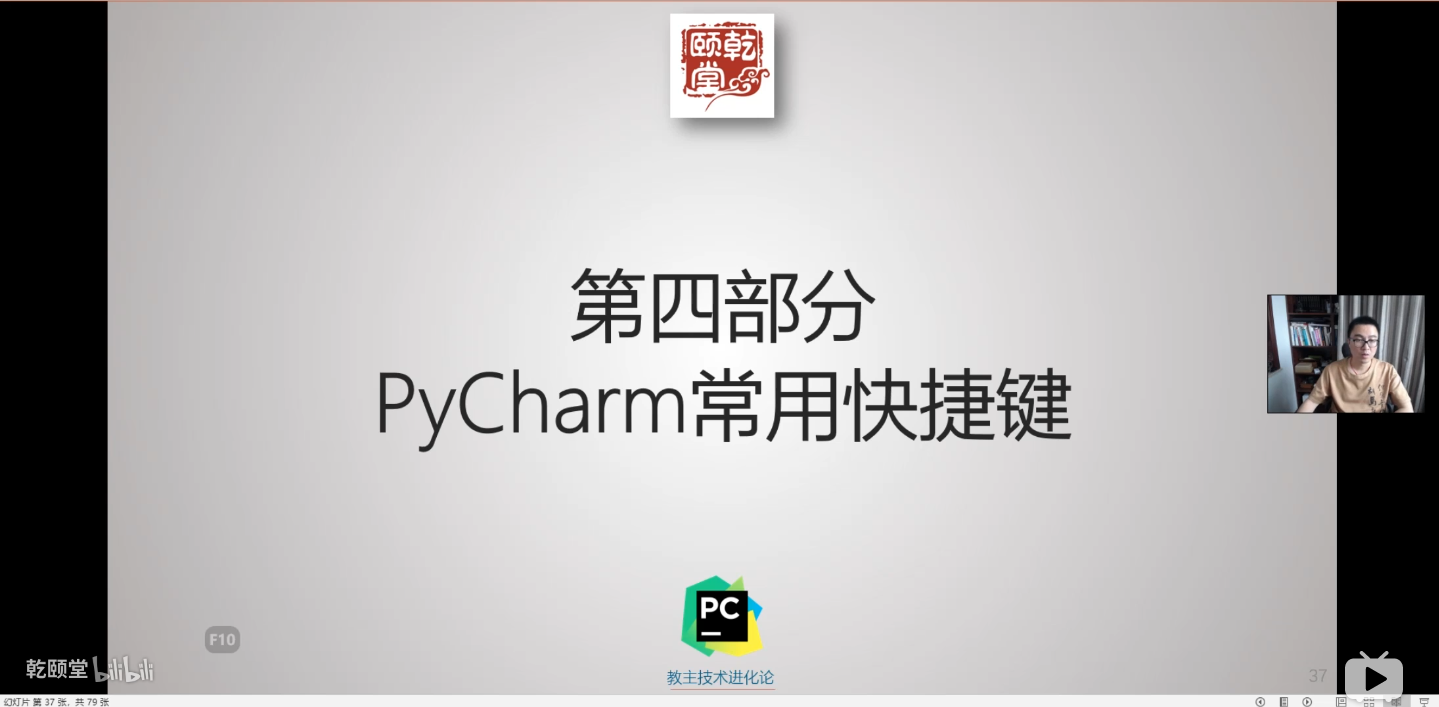 颐乾
堂
第四部分
PyCharm常用快捷键
PC
F10
乾颐堂 bilibili
教主技术进化论
37
幻灯片 第 37 张，共 79 张